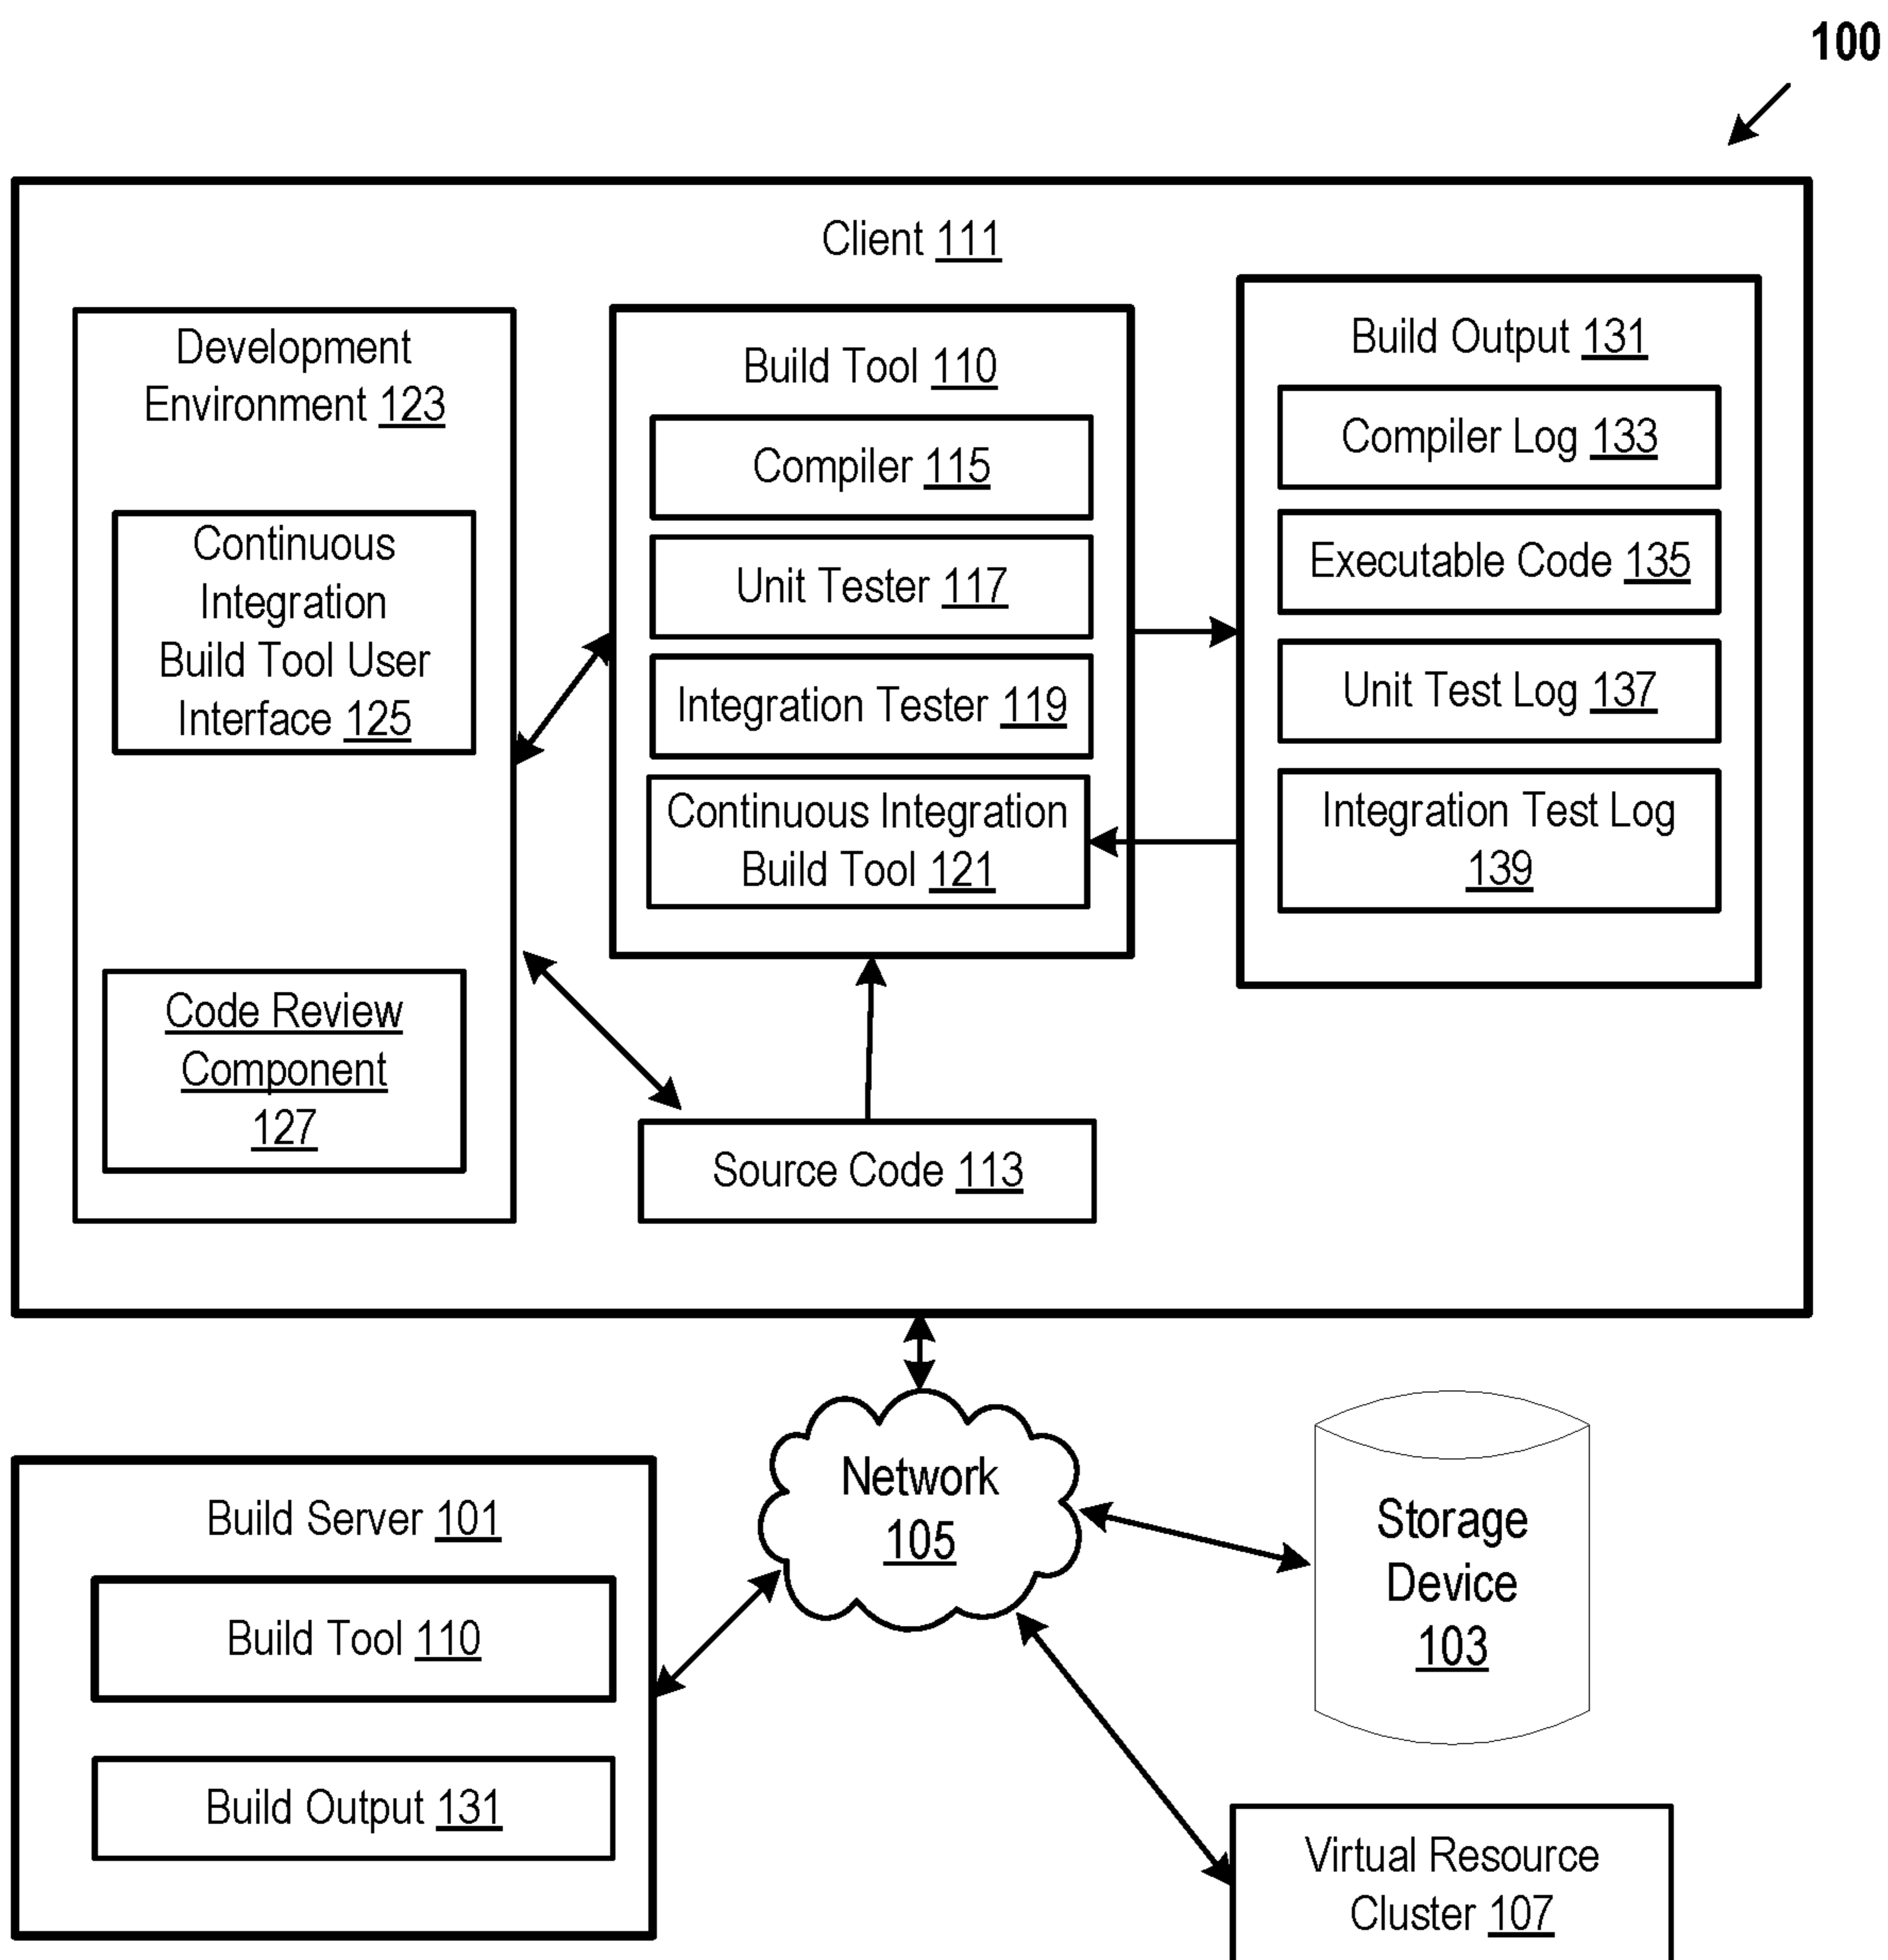 100
Client 111
Development
Environment 123
Continuous
Integration
Build Tool User
Interface 125
Code Review
Component
127
Build Tool 110
Compiler 115
Unit Tester 117
Integration Tester 119
Continuous Integration
Build Tool 121
Source Code 113
Build Output 131
Compiler Log 133
Executable Code 135
Unit Test Log 137
Integration Test Log
139
Network
105
Build Server 101
Build Tool 110
Build Output 131
Storage
Device
103
Virtual Resource
Cluster 107